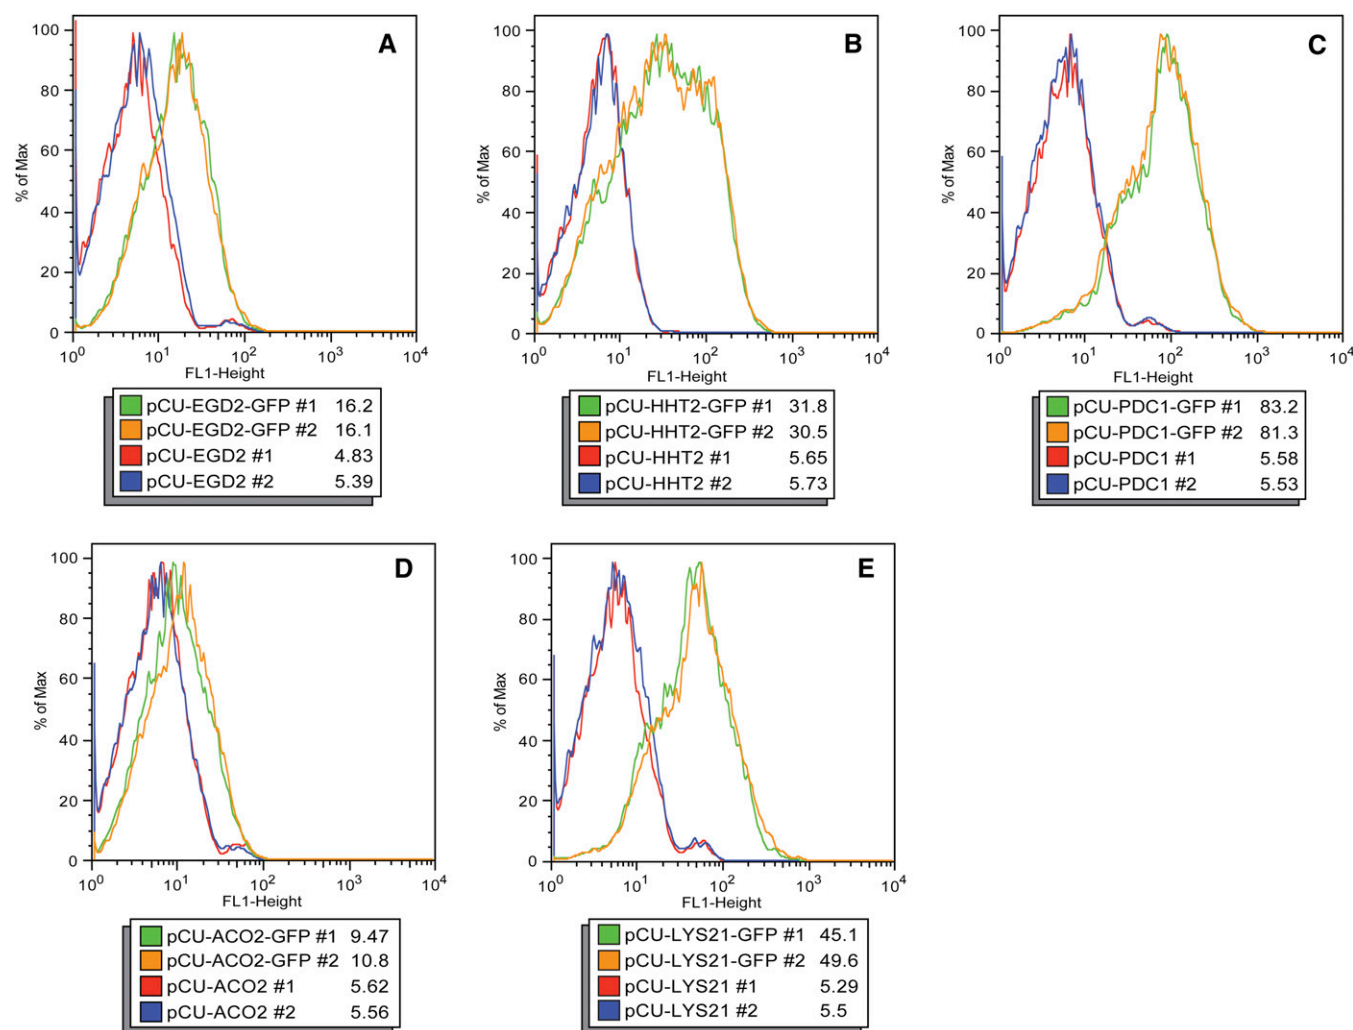 A
100
80
60
40
20
0
% of Max
10^0 10^1 10^2 10^3 10^4
FL1-Height
pCU-EGD2-GFP #1 16.2
pCU-EGD2-GFP #2 16.1
pCU-EGD2 #1 4.83
pCU-EGD2 #2 5.39
B
100
80
60
40
20
0
% of Max
10^0 10^1 10^2 10^3 10^4
FL1-Height
pCU-HHT2-GFP #1 31.8
pCU-HHT2-GFP #2 30.5
pCU-HHT2 #1 5.65
pCU-HHT2 #2 5.73
C
100
80
60
40
20
0
% of Max
10^0 10^1 10^2 10^3 10^4
FL1-Height
pCU-PDC1-GFP #1 83.2
pCU-PDC1-GFP #2 81.3
pCU-PDC1 #1 5.58
pCU-PDC1 #2 5.53
D
100
80
60
40
20
0
% of Max
10^0 10^1 10^2 10^3 10^4
FL1-Height
pCU-ACO2-GFP #1 9.47
pCU-ACO2-GFP #2 10.8
pCU-ACO2 #1 5.62
pCU-ACO2 #2 5.56
E
100
80
60
40
20
0
% of Max
10^0 10^1 10^2 10^3 10^4
FL1-Height
pCU-LYS21-GFP #1 45.1
pCU-LYS21-GFP #2 49.6
pCU-LYS21 #1 5.29
pCU-LYS21 #2 5.5